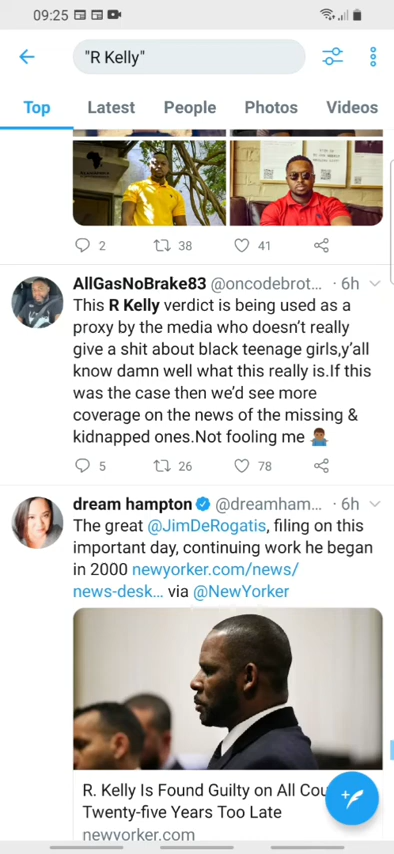 09:25
"R Kelly"
Top Latest People Photos Videos
2 38 41
AllGasNoBrake83 @oncodebrot... · 6h
This R Kelly verdict is being used as a
proxy by the media who doesn't really
give a shit about black teenage girls,y'all
know damn well what this really is.If this
was the case then we'd see more
coverage on the news of the missing &
kidnapped ones.Not fooling me 🤷🏾‍♂️
5 26 78
dream hampton @dreamham... · 6h
The great @JimDeRogatis, filing on this
important day, continuing work he began
in 2000 newyorker.com/news/
news-desk... via @NewYorker
R. Kelly Is Found Guilty on All Cou
Twenty-five Years Too Late
newyorker.com